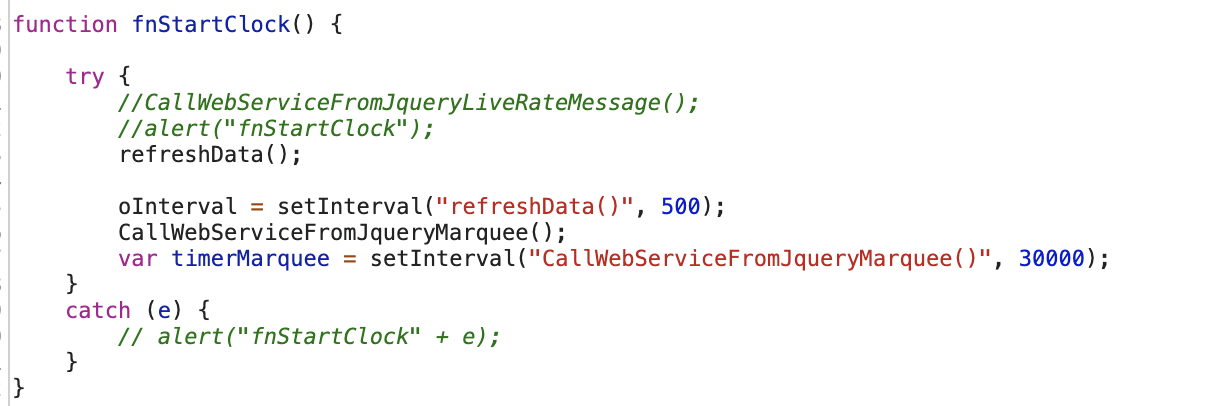 function fnStartClock() {
try {
//CallWebServiceFromJqueryLiveRateMessage();
//alert("fnStartClock");
refreshData();
oInterval = setInterval("refreshData()", 500);
CallWebServiceFromJqueryMarquee();
var timerMarquee = setInterval("CallWebServiceFromJqueryMarquee()", 30000);
}
catch (e) {
// alert("fnStartClock" + e);
}
}